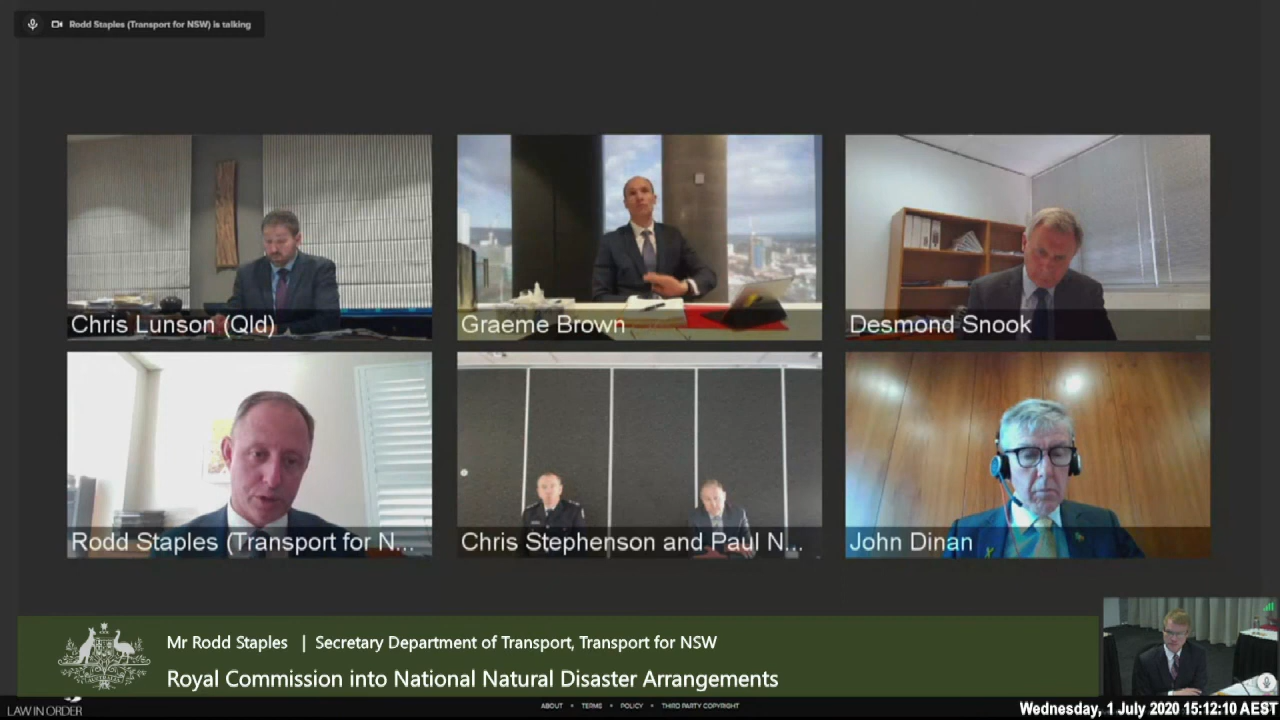 Rodd Staples (Transport for NSW) is talking
Chris Lunson (Qld)
Graeme Brown
Desmond Snook
Rodd Staples (Transport for N...
Chris Stephenson and Paul N...
John Dinan
Mr Rodd Staples | Secretary Department of Transport, Transport for NSW
Royal Commission into National Natural Disaster Arrangements
LAW IN ORDER
ABOUT • TERMS • POLICY • THIRD PARTY COPYRIGHT
Wednesday, 1 July 2020 15:12:10 AEST